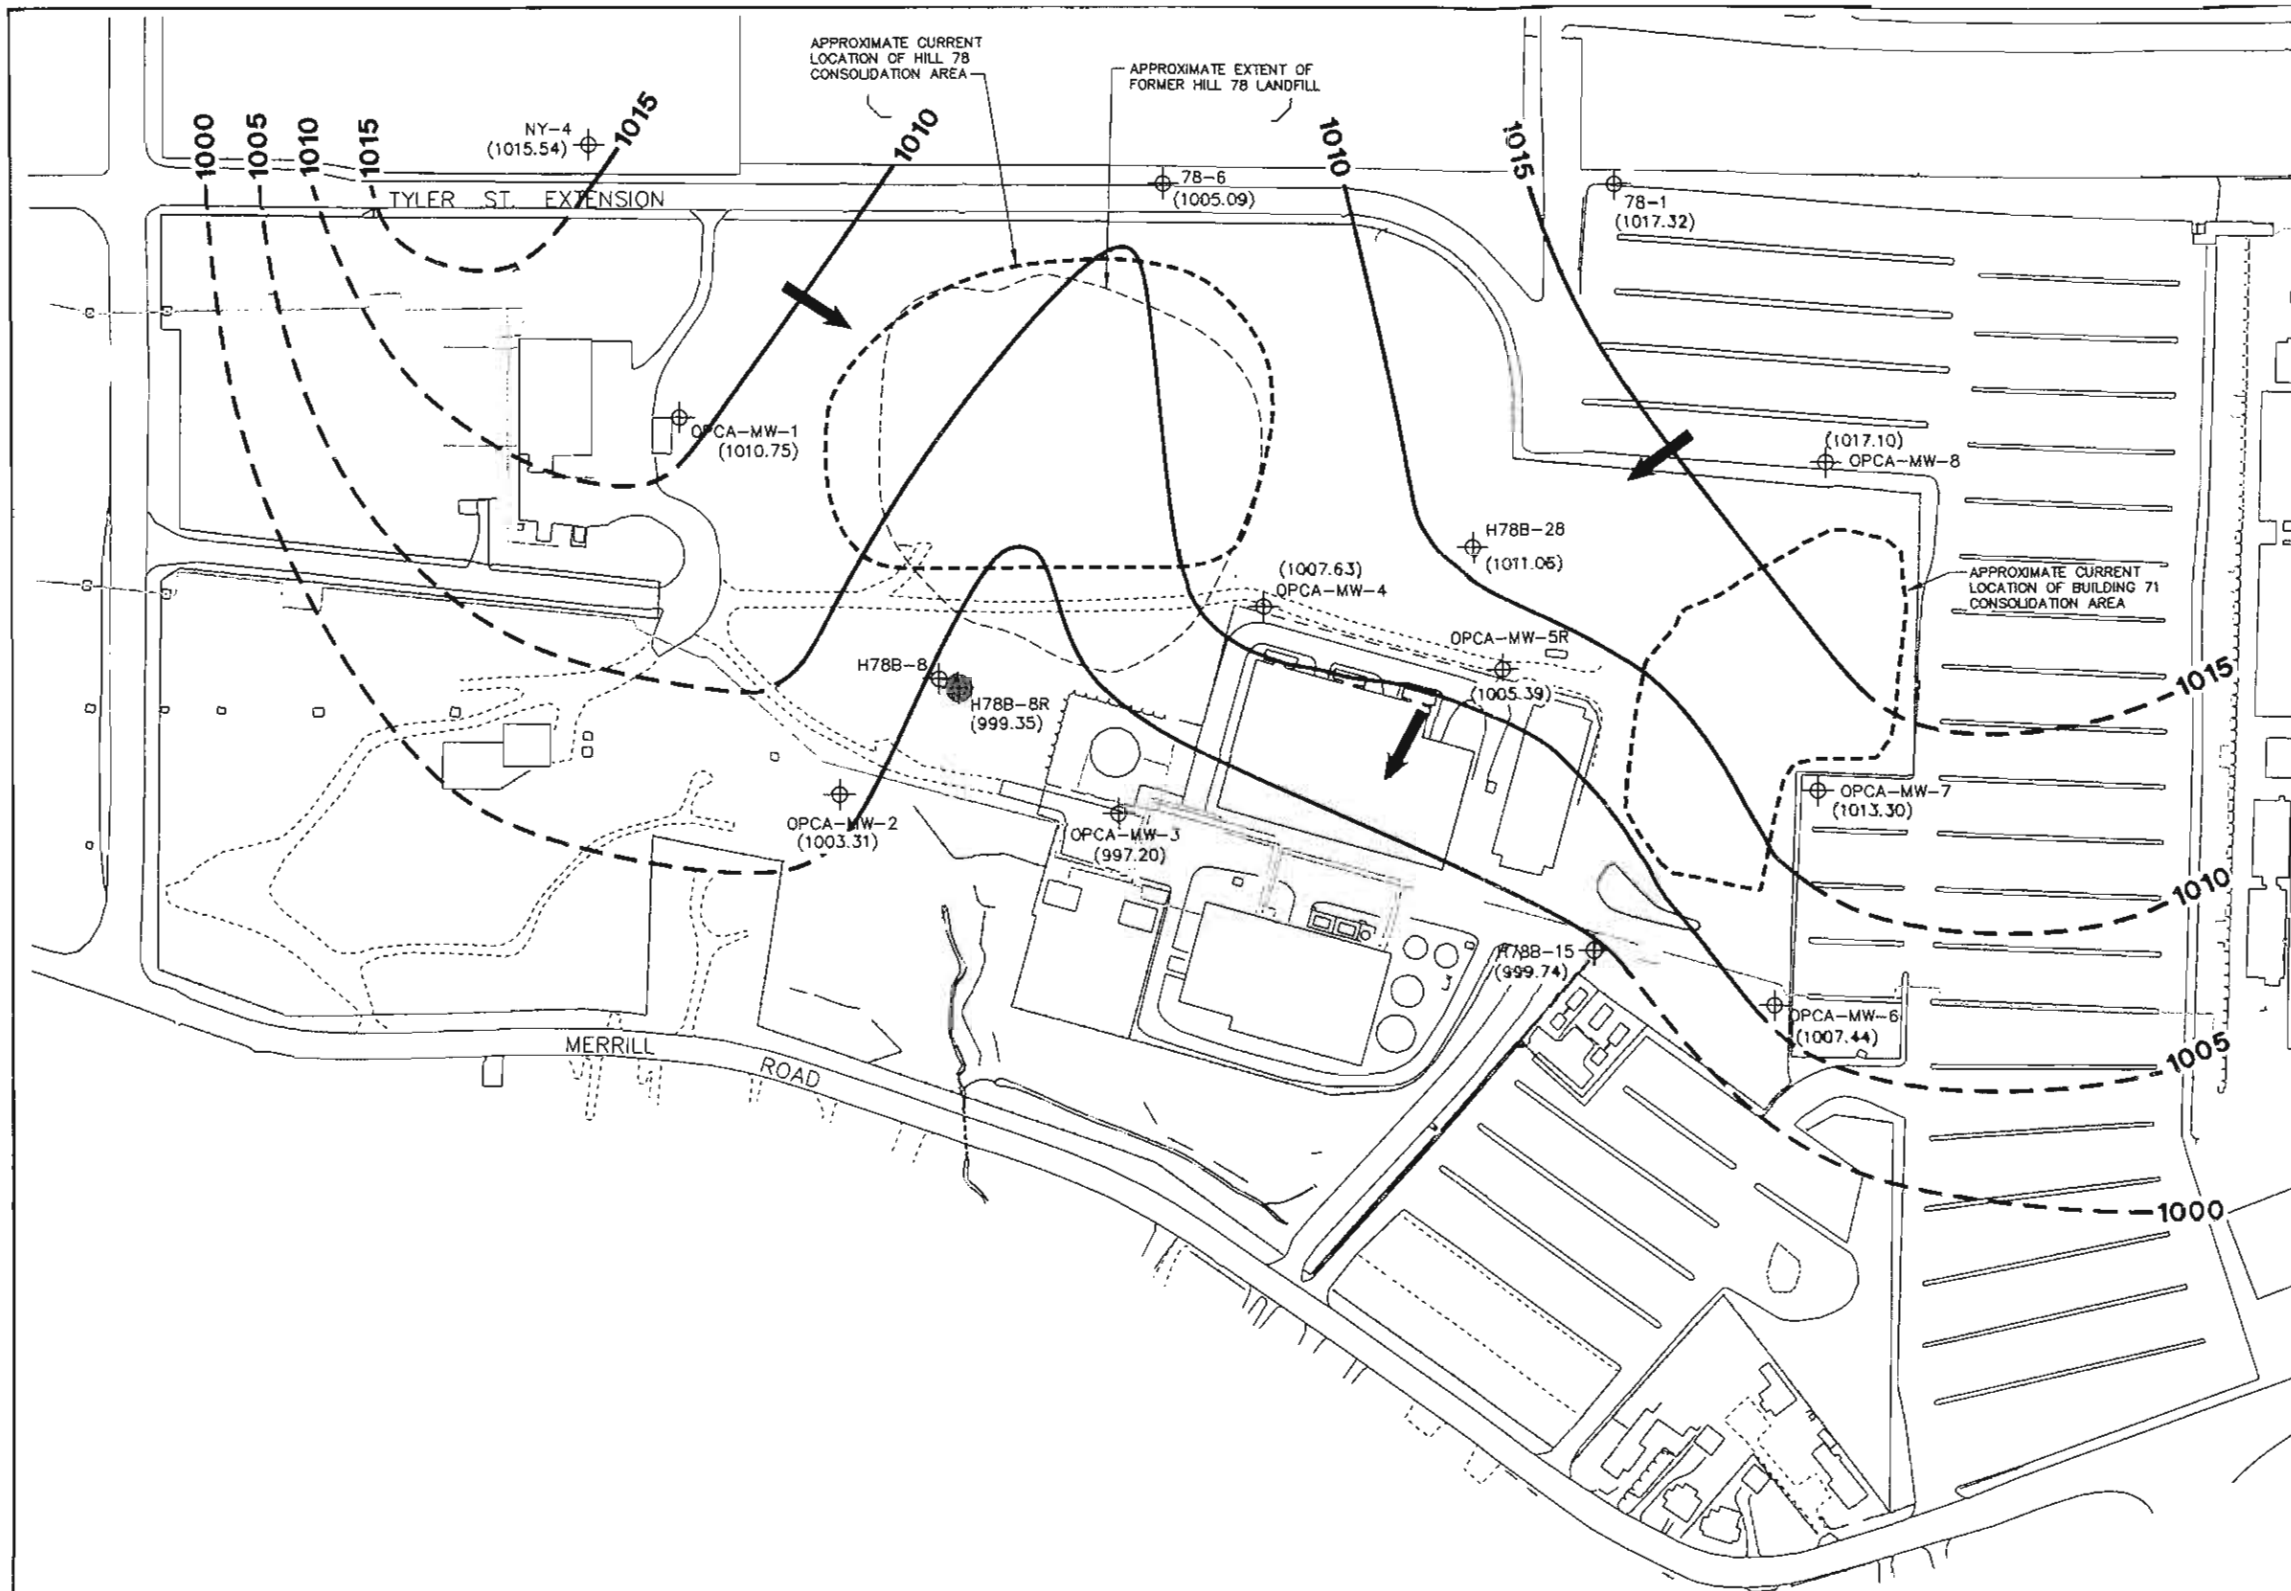 APPROXIMATE CURRENT
LOCATION OF HILL 78
CONSOLIDATION AREA
APPROXIMATE EXTENT OF
FORMER HILL 78 LANDFILL
1000
1005
1010
1015
NY-4
(1015.54)
1015
1010
1010
1015
78-6
(1005.09)
78-1
(1017.32)
TYLER ST. EXTENSION
OPCA-MW-1
(1010.75)
(1017.10)
OPCA-MW-8
H78B-28
(1011.06)
(1007.63)
OPCA-MW-4
APPROXIMATE CURRENT
LOCATION OF BUILDING 71
CONSOLIDATION AREA
OPCA-MW-5R
(1005.39)
H78B-8
H78B-8R
(999.35)
1015
OPCA-MW-7
(1013.30)
OPCA-MW-2
(1003.31)
OPCA-MW-3
(997.20)
1010
H78B-15
(999.74)
OPCA-MW-6
(1007.44)
1005
MERRILL
ROAD
1000